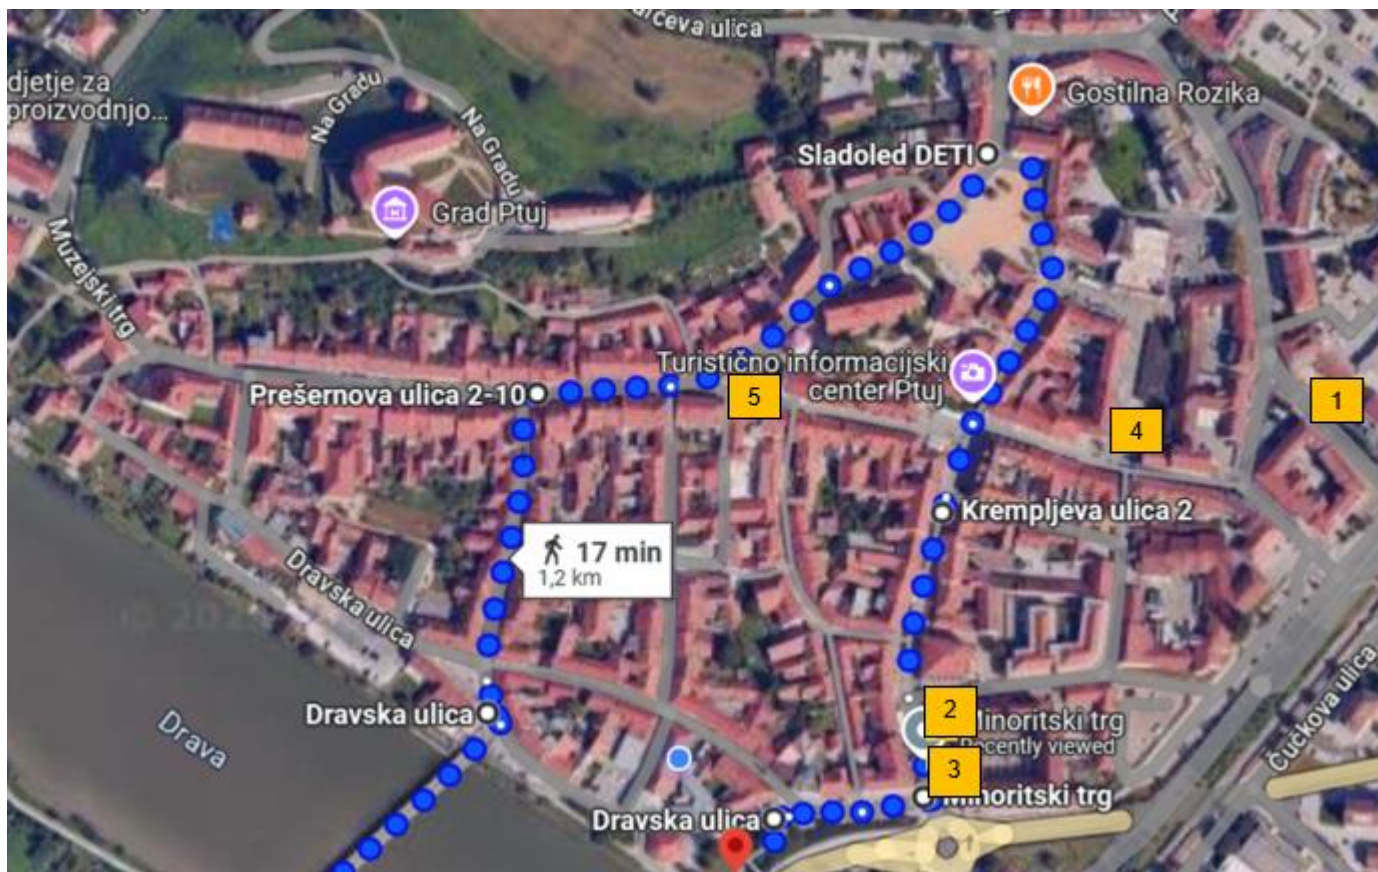 arčeva ulica
djetje za
proizvodnjo...
Na Gradu
Na Gradu
Gostilna Rozika
Sladoled DETI
Grad Ptuj
Muzejski trg
Turistično informacijski
center Ptuj
Prešernova ulica 2-10
5
1
4
Krempljeva ulica 2
17 min
1,2 km
Dravska ulica
Dravska ulica
Drava
2
Minoritski trg
Recently viewed
3
Minoritski trg
Čučkova ulica
Dravska ulica